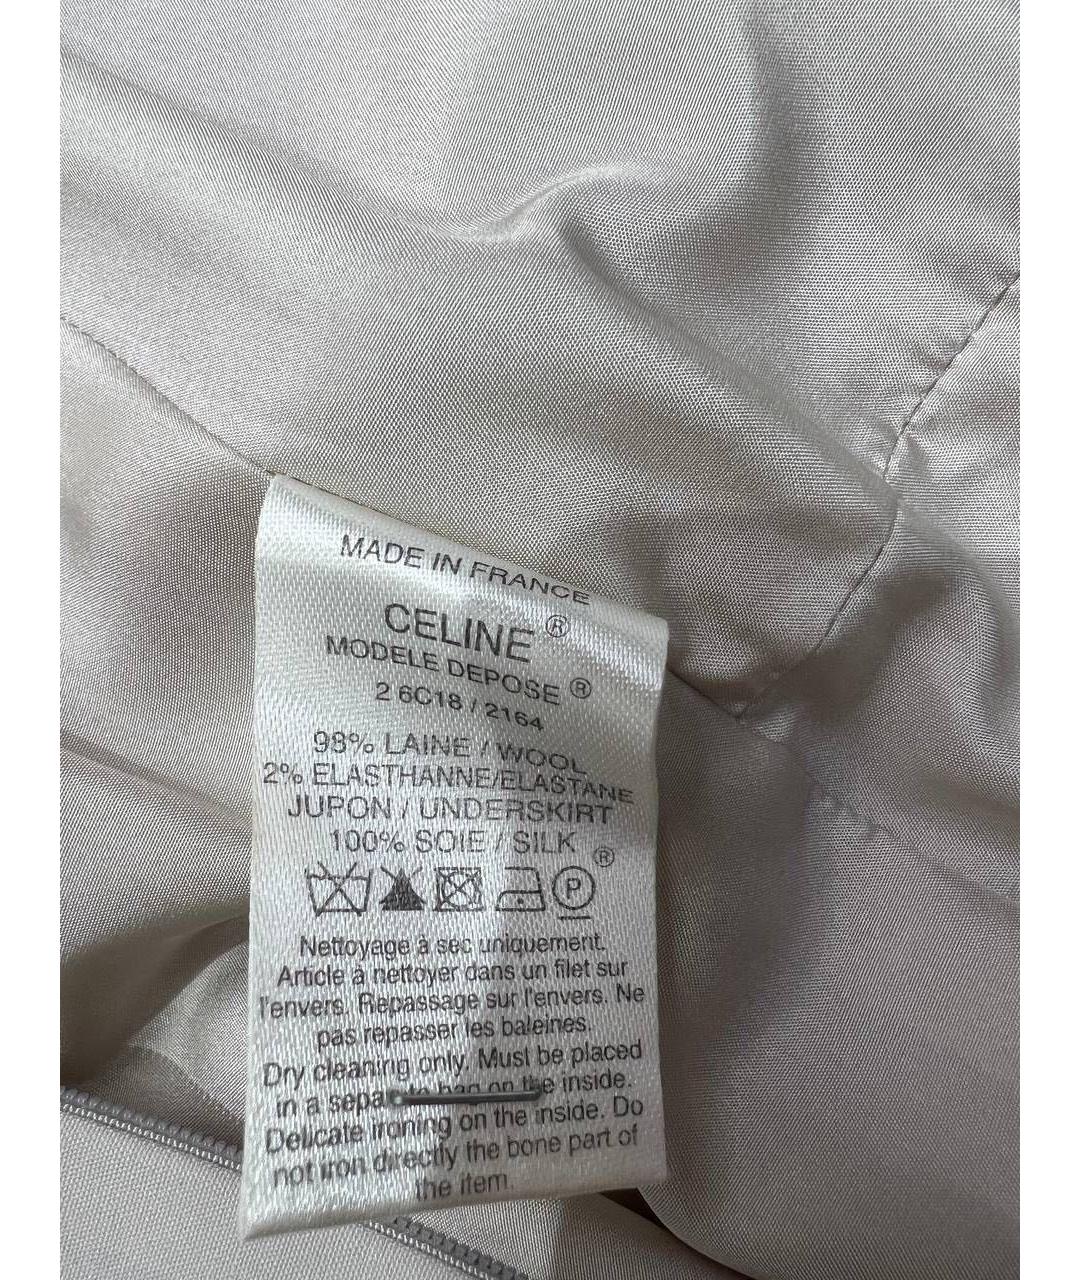 MADE IN FRANCE
CELINE ®
MODELE DEPOSE ®
2 6C18 / 2164
98% LAINE / WOOL
2% ELASTHANNE/ELASTANE
JUPON / UNDERSKIRT
100% SOIE / SILK
®
P
Nettoyage à sec uniquement.
Article à nettoyer dans un filet sur
l'envers. Repassage sur l'envers. Ne
pas repasser les baleines.
Dry cleaning only. Must be placed
in a separate bag on the inside.
Delicate ironing on the inside. Do
not iron directly the bone part of
the item.